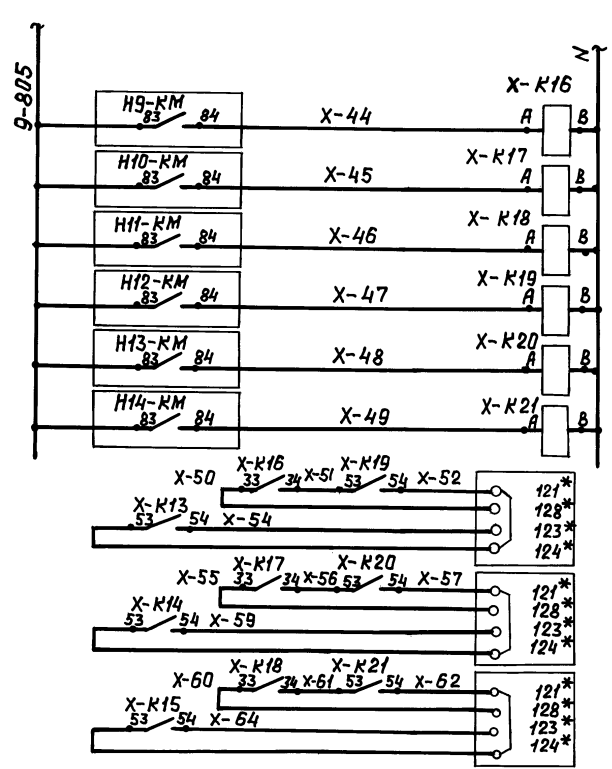 9-805
N
X-K16
H9-KM
83 84 X-44 A B
X-K17
H10-KM
83 84 X-45 A B
X-K18
H11-KM
83 84 X-46 A B
X-K19
H12-KM
83 84 X-47 A B
X-K20
H13-KM
83 84 X-48 A B
X-K21
H14-KM
83 84 X-49 A B
X-K16 X-K19
X-50 33 34 X-51 53 54 X-52 121*
128*
X-K13
53 54 X-54 123*
124*
X-K17 X-K20
X-55 33 34 X-56 53 54 X-57 121*
128*
X-K14
53 54 X-59 123*
124*
X-K18 X-K21
X-60 33 34 X-61 53 54 X-62 121*
128*
X-K15
53 54 X-64 123*
124*